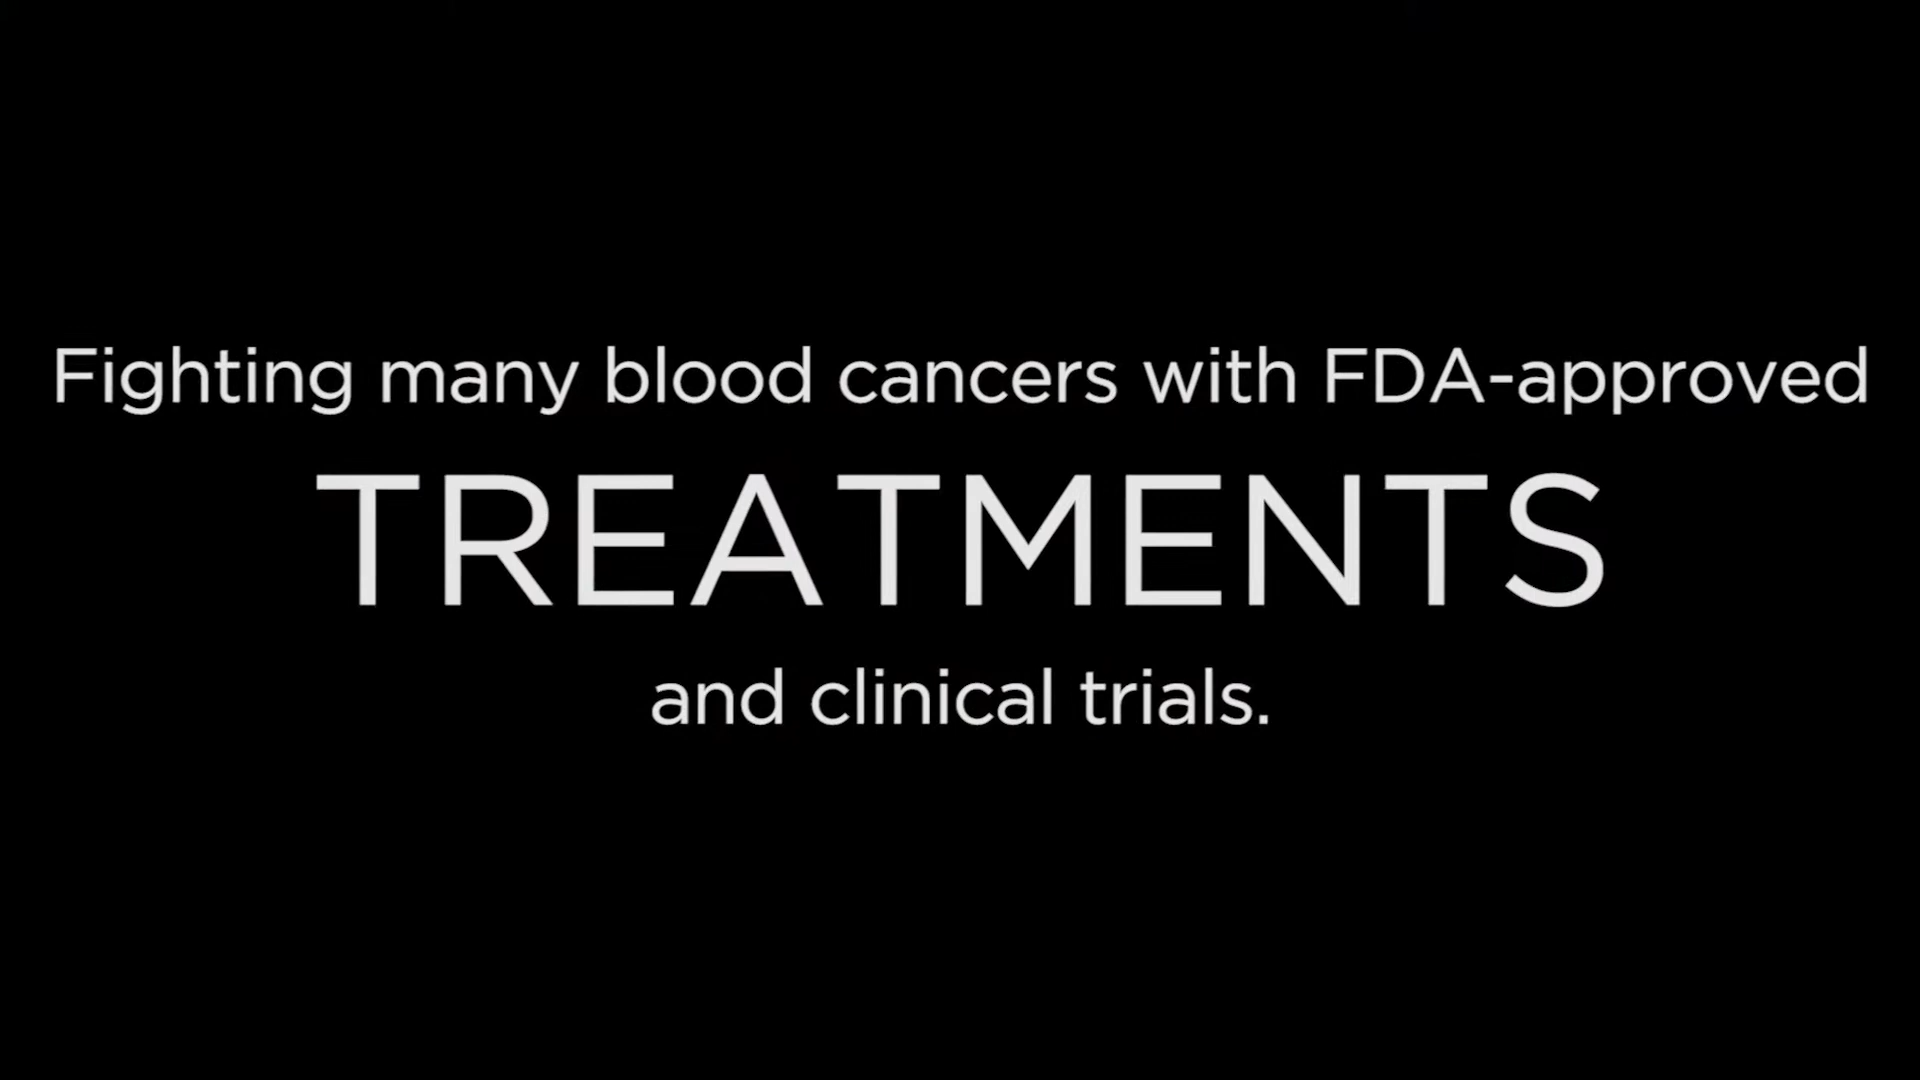 Fighting many blood cancers with FDA-approved
TREATMENTS
and clinical trials.